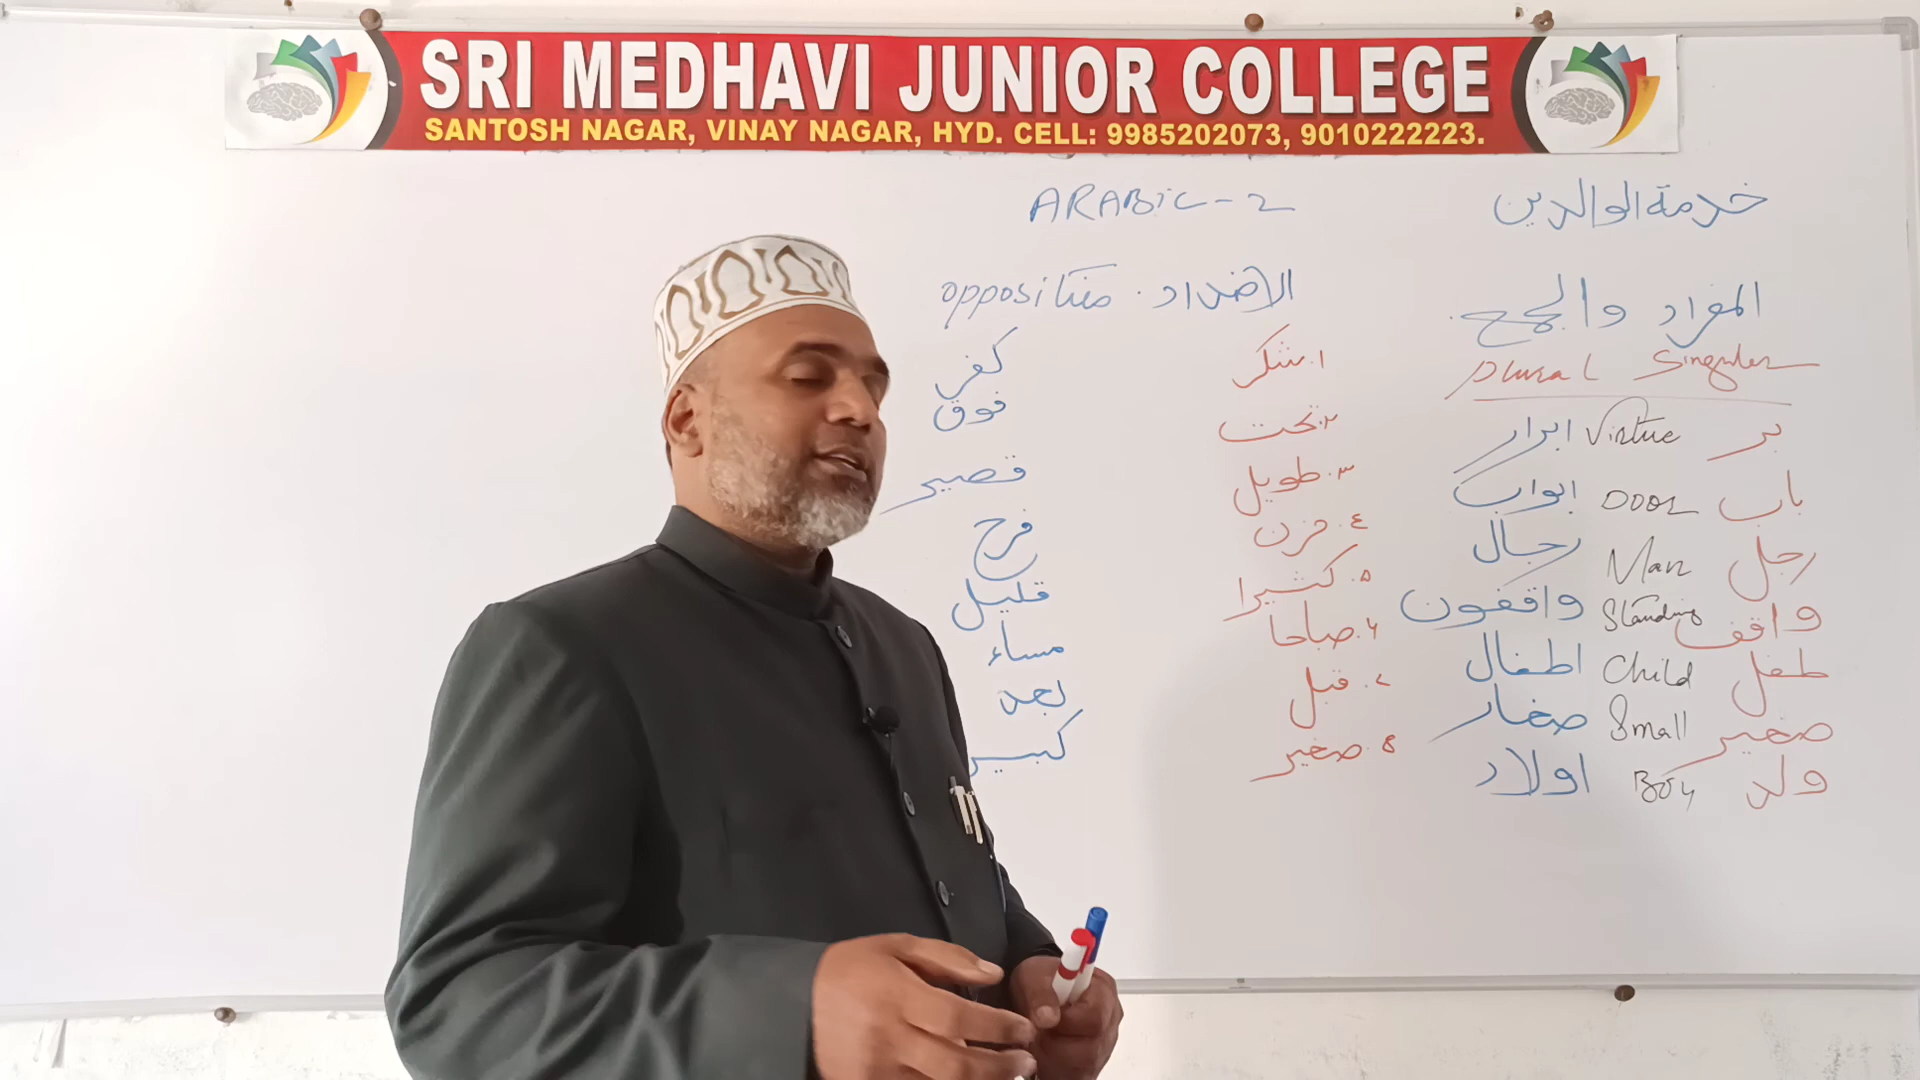 SRI MEDHAVI JUNIOR COLLEGE
SANTOSH NAGAR, VINAY NAGAR, HYD. CELL: 9985202073, 9010222223.
ARABIC - 2
خدمة الوالدين
الاضداد. opposites
١. شكر كفر
٢. تحت فوق
٣. طويل قصير
٤. حزن فرح
٥. كثيرا قليل
٦. صباحا مساء
٧. قبل بعد
8. صغير كبير
المفراد والجمع.
plural Singular
بر Virtue ابرار
باب DOOR ابواب
رجل Man رجال
واقف Standing واقفون
طفل Child اطفال
صغير Small صغار
ولد Boy اولاد